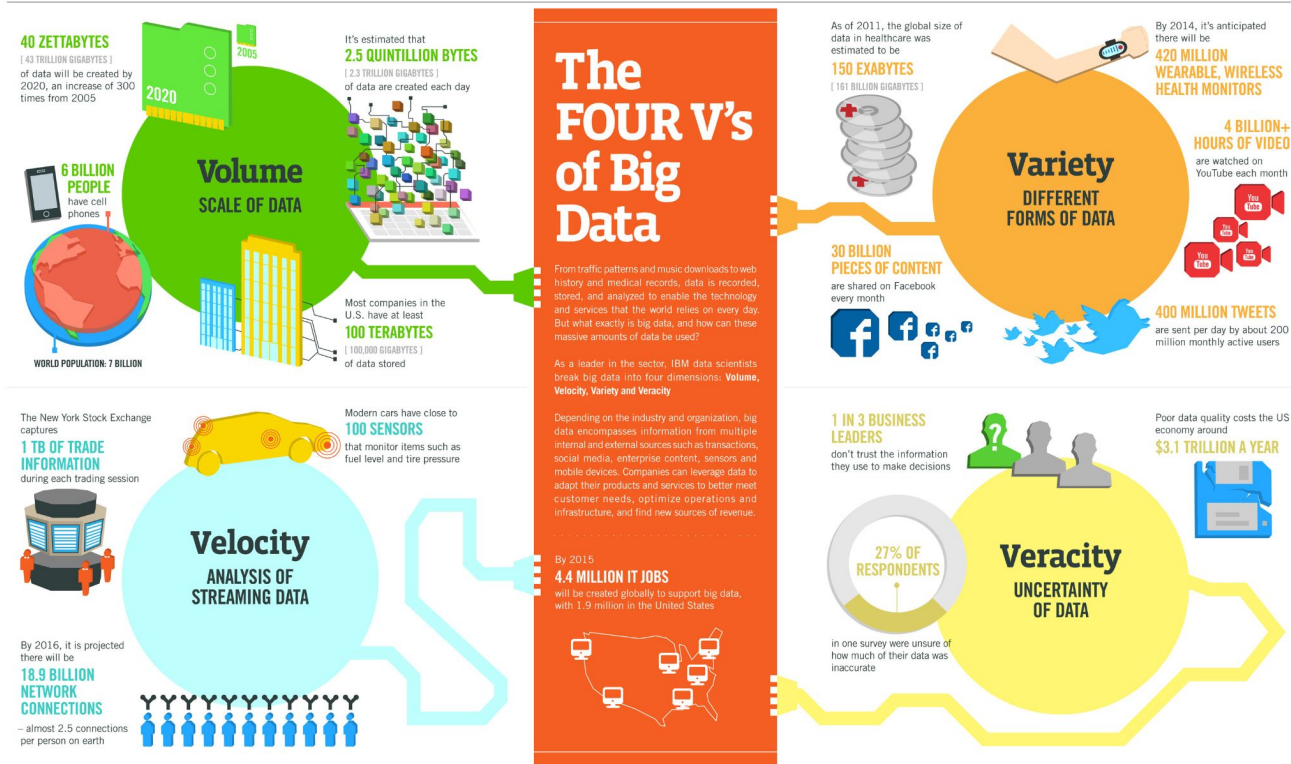 40 ZETTABYTES
[ 43 TRILLION GIGABYTES ]
of data will be created by
2020, an increase of 300
times from 2005
2020
2005
It's estimated that
2.5 QUINTILLION BYTES
[ 2.3 TRILLION GIGABYTES ]
of data are created each day
6 BILLION
PEOPLE
have cell
phones
WORLD POPULATION: 7 BILLION
Volume
SCALE OF DATA
Most companies in the
U.S. have at least
100 TERABYTES
[ 100,000 GIGABYTES ]
of data stored
The New York Stock Exchange
captures
1 TB OF TRADE
INFORMATION
during each trading session
Modern cars have close to
100 SENSORS
that monitor items such as
fuel level and tire pressure
Velocity
ANALYSIS OF
STREAMING DATA
By 2016, it is projected
there will be
18.9 BILLION
NETWORK
CONNECTIONS
– almost 2.5 connections
per person on earth
The
FOUR V's
of Big
Data
From traffic patterns and music downloads to web
history and medical records, data is recorded,
stored, and analyzed to enable the technology
and services that the world relies on every day.
But what exactly is big data, and how can these
massive amounts of data be used?
As a leader in the sector, IBM data scientists
break big data into four dimensions: Volume,
Velocity, Variety and Veracity
Depending on the industry and organization, big
data encompasses information from multiple
internal and external sources such as transactions,
social media, enterprise content, sensors and
mobile devices. Companies can leverage data to
adapt their products and services to better meet
customer needs, optimize operations and
infrastructure, and find new sources of revenue.
By 2015
4.4 MILLION IT JOBS
will be created globally to support big data,
with 1.9 million in the United States
As of 2011, the global size of
data in healthcare was
estimated to be
150 EXABYTES
[ 161 BILLION GIGABYTES ]
By 2014, it's anticipated
there will be
420 MILLION
WEARABLE, WIRELESS
HEALTH MONITORS
4 BILLION+
HOURS OF VIDEO
are watched on
YouTube each month
You
Tube
You
Tube
You
Tube
You
Tube
Variety
DIFFERENT
FORMS OF DATA
30 BILLION
PIECES OF CONTENT
are shared on Facebook
every month
f
f
f
f
f
f
400 MILLION TWEETS
are sent per day by about 200
million monthly active users
1 IN 3 BUSINESS
LEADERS
don't trust the information
they use to make decisions
?
Poor data quality costs the US
economy around
$3.1 TRILLION A YEAR
27% OF
RESPONDENTS
in one survey were unsure of
how much of their data was
inaccurate
Veracity
UNCERTAINTY
OF DATA